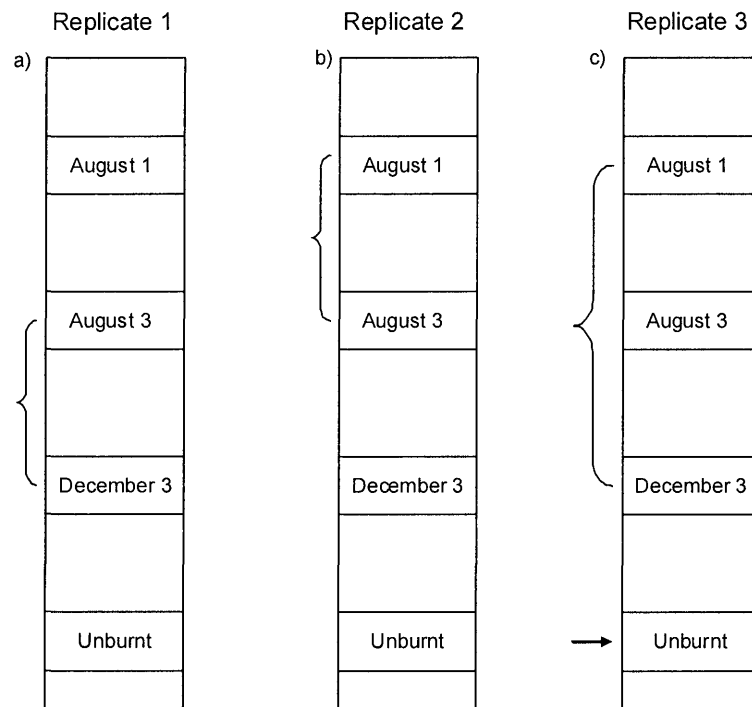 Replicate 1 Replicate 2 Replicate 3
a) b) c)
August 1 August 1 August 1
August 3 August 3 August 3
December 3 December 3 December 3
Unburnt Unburnt Unburnt